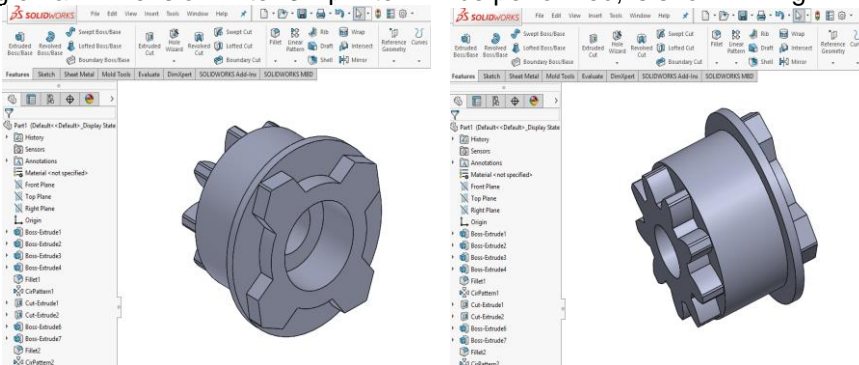 SOLIDWORKS File Edit View Insert Tools Window Help
Extruded Boss/Base Revolved Boss/Base Swept Boss/Base Lofted Boss/Base Boundary Boss/Base Extruded Cut Hole Wizard Revolved Cut Swept Cut Lofted Cut Boundary Cut Fillet Linear Pattern Rib Draft Shell Wrap Intersect Mirror Reference Geometry Curves
Features Sketch Sheet Metal Mold Tools Evaluate DimXpert SOLIDWORKS Add-Ins SOLIDWORKS MBD
Part1 (Default<<Default>_Display State
History
Sensors
Annotations
Material <not specified>
Front Plane
Top Plane
Right Plane
Origin
Boss-Extrude1
Boss-Extrude2
Boss-Extrude3
Boss-Extrude4
Fillet1
CirPattern1
Cut-Extrude1
Cut-Extrude2
Boss-Extrude6
Boss-Extrude7
Fillet2
CirPattern2
SOLIDWORKS File Edit View Insert Tools Window Help
Extruded Boss/Base Revolved Boss/Base Swept Boss/Base Lofted Boss/Base Boundary Boss/Base Extruded Cut Hole Wizard Revolved Cut Swept Cut Lofted Cut Boundary Cut Fillet Linear Pattern Rib Draft Shell Wrap Intersect Mirror Reference Geometry
Features Sketch Sheet Metal Mold Tools Evaluate DimXpert SOLIDWORKS Add-Ins SOLIDWORKS MBD
Part1 (Default<<Default>_Display State
History
Sensors
Annotations
Material <not specified>
Front Plane
Top Plane
Right Plane
Origin
Boss-Extrude1
Boss-Extrude2
Boss-Extrude3
Boss-Extrude4
Fillet1
CirPattern1
Cut-Extrude1
Cut-Extrude2
Boss-Extrude6
Boss-Extrude7
Fillet2
CirPattern2